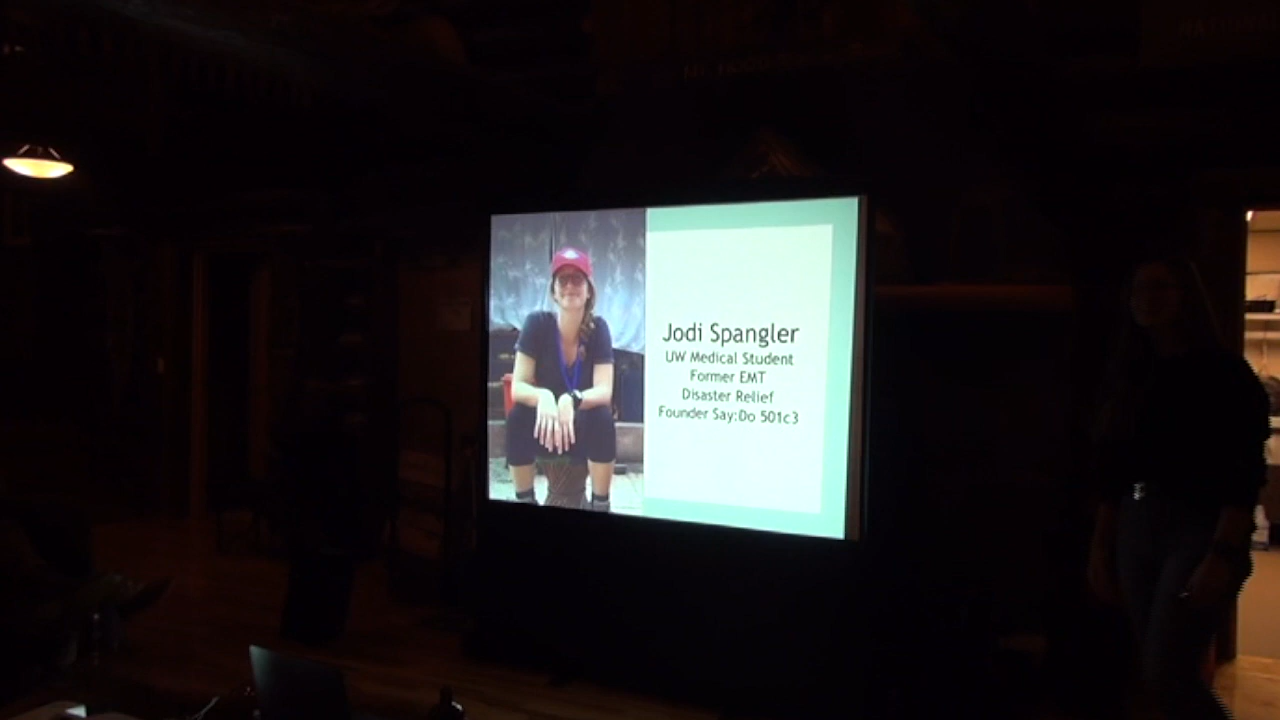 Jodi Spangler
UW Medical Student
Former EMT
Disaster Relief
Founder Say:Do 501c3